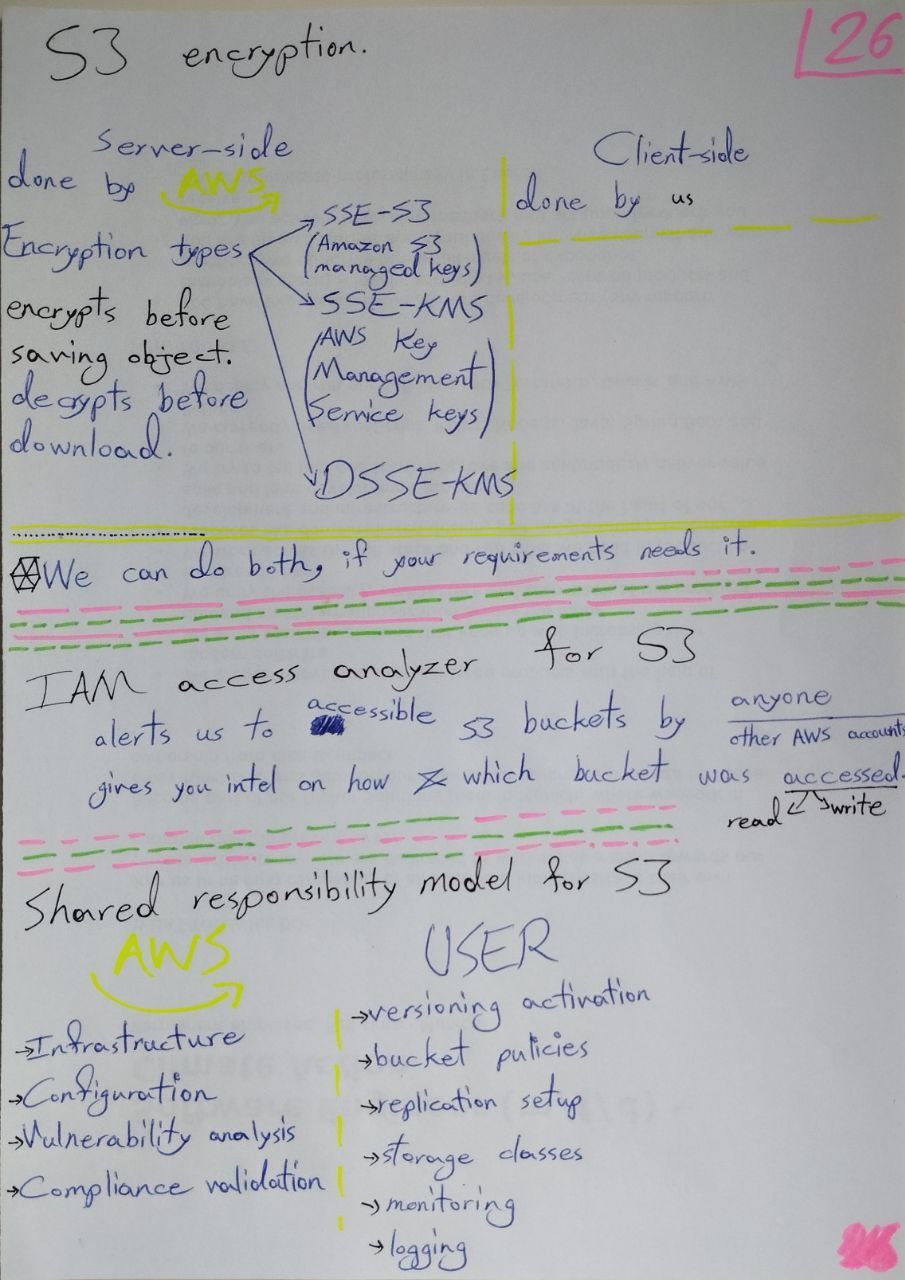 S3 encryption.
26
Server-side
done by AWS
Encryption types
SSE-S3
(Amazon S3
managed keys)
SSE-KMS
(AWS Key
Management
Service keys)
DSSE-KMS
encrypts before
saving object.
decrypts before
download.
Client-side
done by us
We can do both, if your requirements needs it.
IAM access analyzer for S3
alerts us to accessible S3 buckets by anyone
other AWS accounts
gives you intel on how & which bucket was accessed.
read write
Shared responsibility model for S3
AWS
→Infrastructure
→Configuration
→Vulnerability analysis
→Compliance validation
USER
→versioning activation
→bucket pulicies
→replication setup
→storage classes
→monitoring
→logging